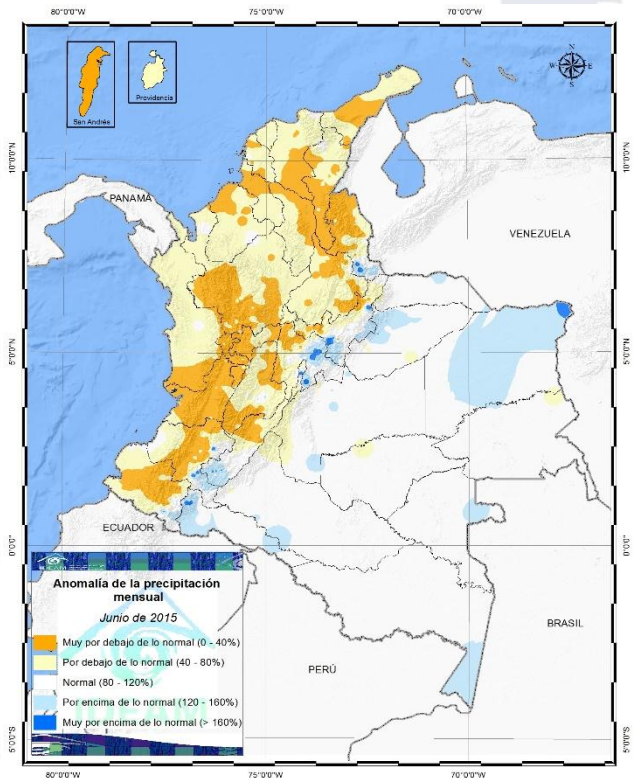 80°0'0"W 75°0'0"W 70°0'0"W
N
W E
S
San Andrés
Providencia
10°0'0"N 10°0'0"N
PANAMÁ
VENEZUELA
5°0'0"N 5°0'0"N
ECUADOR
0°0'0" 0°0'0"
IDEAM
Anomalía de la precipitación
mensual
Junio de 2015
Muy por debajo de lo normal (0 - 40%)
Por debajo de lo normal (40 - 80%)
Normal (80 - 120%)
Por encima de lo normal (120 - 160%)
Muy por encima de lo normal (> 160%)
IDEAM
BRASIL
PERÚ
5°0'0"S 5°0'0"S
80°0'0"W 75°0'0"W 70°0'0"W